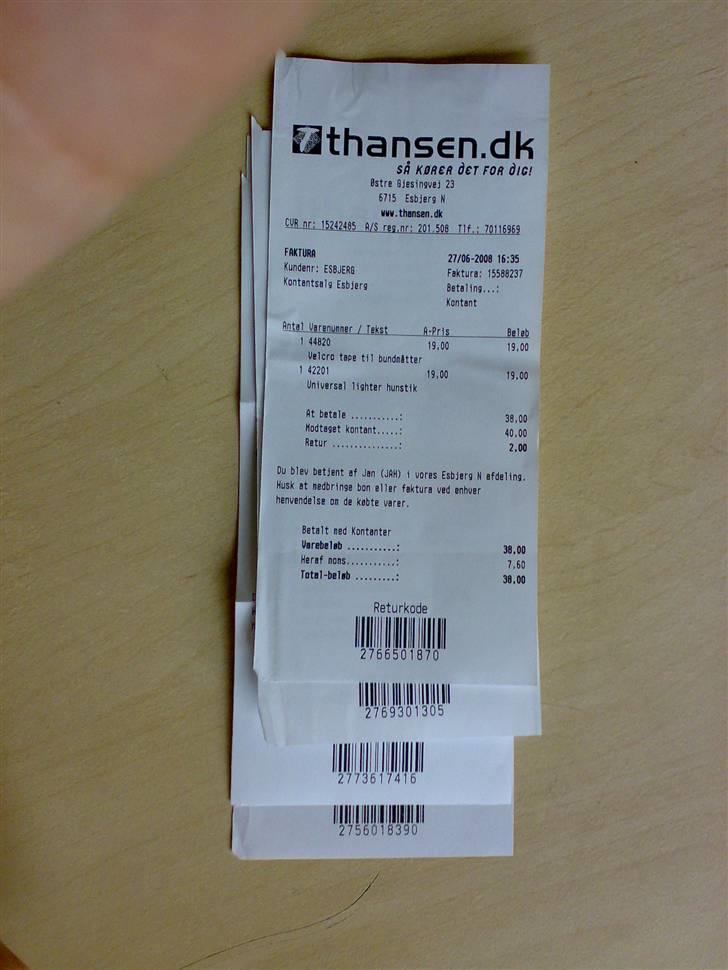 thansen.dk
SÅ KØRER DET FOR DIG!
Østre Gjesingvej 23
6715 Esbjerg N
www.thansen.dk
CVR nr: 15242485 A/S reg.nr: 201.508 Tlf.: 70116969
FAKTURA 27/06-2008 16:35
Kundenr: ESBJERG Faktura: 15588237
Kontantsalg Esbjerg Betaling...:
Kontant
Antal Varenummer / Tekst A-Pris Beløb
1 44820 19,00 19,00
Velcro tape til bundmåtter
1 42201 19,00 19,00
Universal lighter hunstik
At betale ...........: 38,00
Modtaget kontant.....: 40,00
Retur ...............: 2,00
Du blev betjent af Jan (JAH) i vores Esbjerg N afdeling.
Husk at medbringe bon eller faktura ved enhver
henvendelse om de købte varer.
Betalt med Kontanter
Varebeløb ...........: 38,00
Heraf moms...........: 7,60
Total-beløb .........: 38,00
Returkode
2766501870
2769301305
2773617416
2756018390